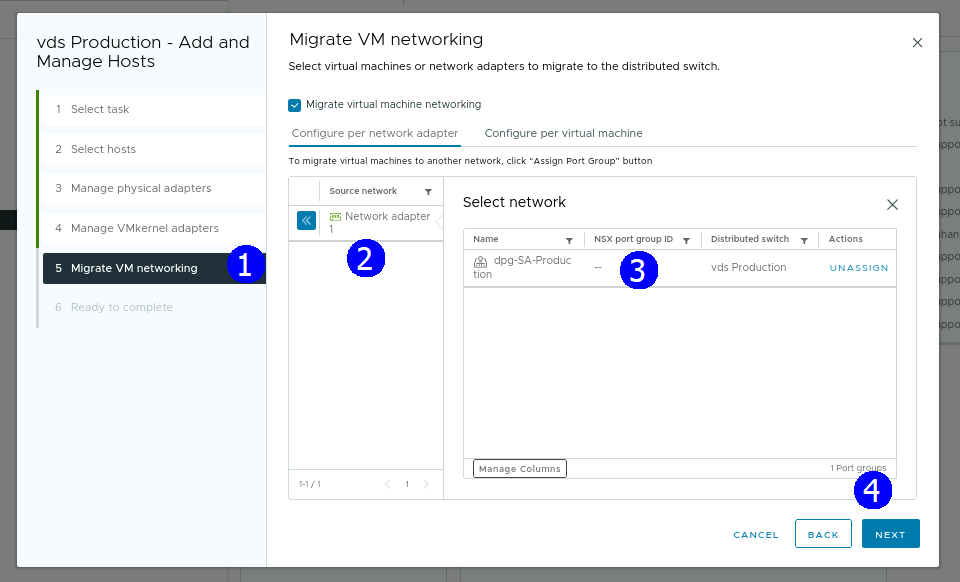 vds Production - Add and
Manage Hosts
1 Select task
2 Select hosts
3 Manage physical adapters
4 Manage VMkernel adapters
5 Migrate VM networking
1
6 Ready to complete
Migrate VM networking
Select virtual machines or network adapters to migrate to the distributed switch.
Migrate virtual machine networking
Configure per network adapter Configure per virtual machine
To migrate virtual machines to another network, click “Assign Port Group” button
Source network
Network adapter
1
2
1-1 / 1 1
Select network
Name NSX port group ID Distributed switch Actions
dpg-SA-Produc
tion -- vds Production UNASSIGN
3
Manage Columns 1 Port groups
4
CANCEL BACK NEXT